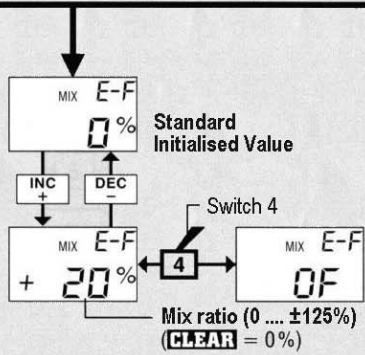 MIX E-F
0%
Standard
Initialised Value
INC
+
DEC
-
Switch 4
MIX E-F
+ 20%
4
MIX E-F
OF
Mix ratio (0 .... ±125%)
(CLEAR = 0%)